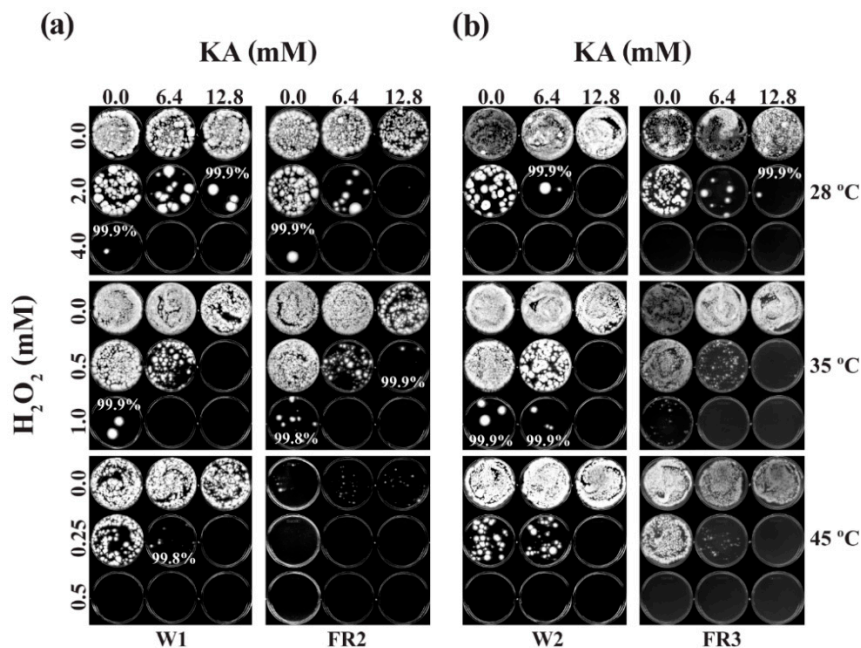 (a) (b)
KA (mM) KA (mM)
0.0 6.4 12.8 0.0 6.4 12.8 0.0 6.4 12.8 0.0 6.4 12.8
0.0
2.0 99.9% 99.9% 99.9% 28 ºC
4.0 99.9% 99.9%
H₂O₂ (mM)
0.0
0.5 99.9% 35 ºC
1.0 99.9% 99.8% 99.9% 99.9%
0.0
0.25 99.8% 45 ºC
0.5
W1 FR2 W2 FR3